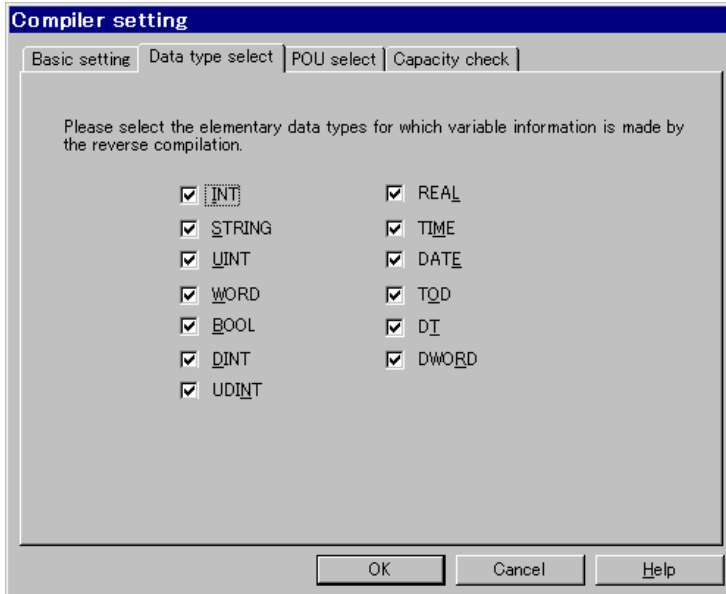 Compiler setting
Basic setting
Data type select
POU select
Capacity check
Please select the elementary data types for which variable information is made by
the reverse compilation.
INT
REAL
STRING
TIME
UINT
DATE
WORD
TOD
BOOL
DT
DINT
DWORD
UDINT
OK
Cancel
Help